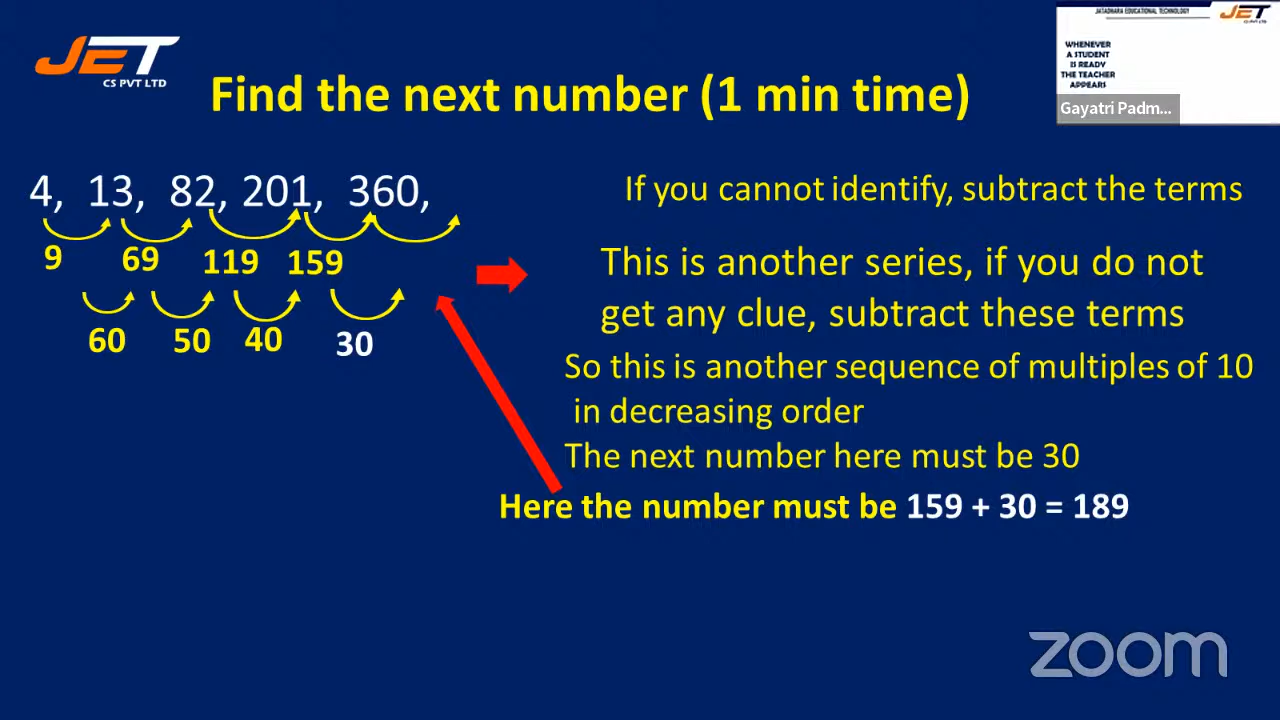 JET
CS PVT LTD
Find the next number (1 min time)
JATADHARA EDUCATIONAL TECHNOLOGY
JET
CS PVT LTD
WHENEVER
A STUDENT
IS READY
THE TEACHER
APPEARS
Gayatri Padm...
4, 13, 82, 201, 360,
9 69 119 159
60 50 40 30
If you cannot identify, subtract the terms
This is another series, if you do not
get any clue, subtract these terms
So this is another sequence of multiples of 10
in decreasing order
The next number here must be 30
Here the number must be 159 + 30 = 189
zoom